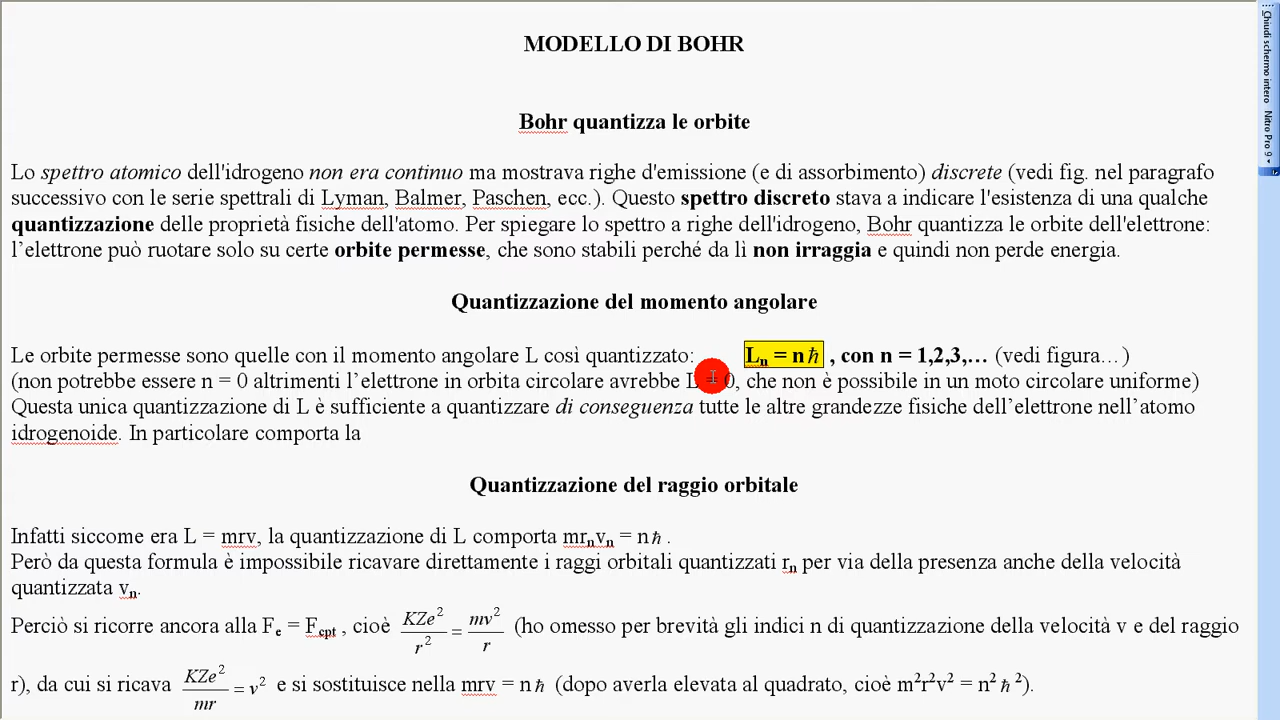 MODELLO DI BOHR
Bohr quantizza le orbite
Lo spettro atomico dell'idrogeno non era continuo ma mostrava righe d'emissione (e di assorbimento) discrete (vedi fig. nel paragrafo
successivo con le serie spettrali di Lyman, Balmer, Paschen, ecc.). Questo spettro discreto stava a indicare l'esistenza di una qualche
quantizzazione delle proprietà fisiche dell'atomo. Per spiegare lo spettro a righe dell'idrogeno, Bohr quantizza le orbite dell'elettrone:
l’elettrone può ruotare solo su certe orbite permesse, che sono stabili perché da lì non irraggia e quindi non perde energia.
Quantizzazione del momento angolare
Le orbite permesse sono quelle con il momento angolare L così quantizzato: Lₙ = nℏ , con n = 1,2,3,… (vedi figura…)
(non potrebbe essere n = 0 altrimenti l’elettrone in orbita circolare avrebbe L = 0, che non è possibile in un moto circolare uniforme)
Questa unica quantizzazione di L è sufficiente a quantizzare di conseguenza tutte le altre grandezze fisiche dell’elettrone nell’atomo
idrogenoide. In particolare comporta la
Quantizzazione del raggio orbitale
Infatti siccome era L = mrv, la quantizzazione di L comporta mrₙvₙ = nℏ .
Però da questa formula è impossibile ricavare direttamente i raggi orbitali quantizzati rₙ per via della presenza anche della velocità
quantizzata vₙ.
Perciò si ricorre ancora alla Fe = Fcpt , cioè KZe²/r² = mv²/r (ho omesso per brevità gli indici n di quantizzazione della velocità v e del raggio
r), da cui si ricava KZe²/mr = v² e si sostituisce nella mrv = nℏ (dopo averla elevata al quadrato, cioè m²r²v² = n²ℏ²).
Chiudi schermo intero Nitro Pro 9